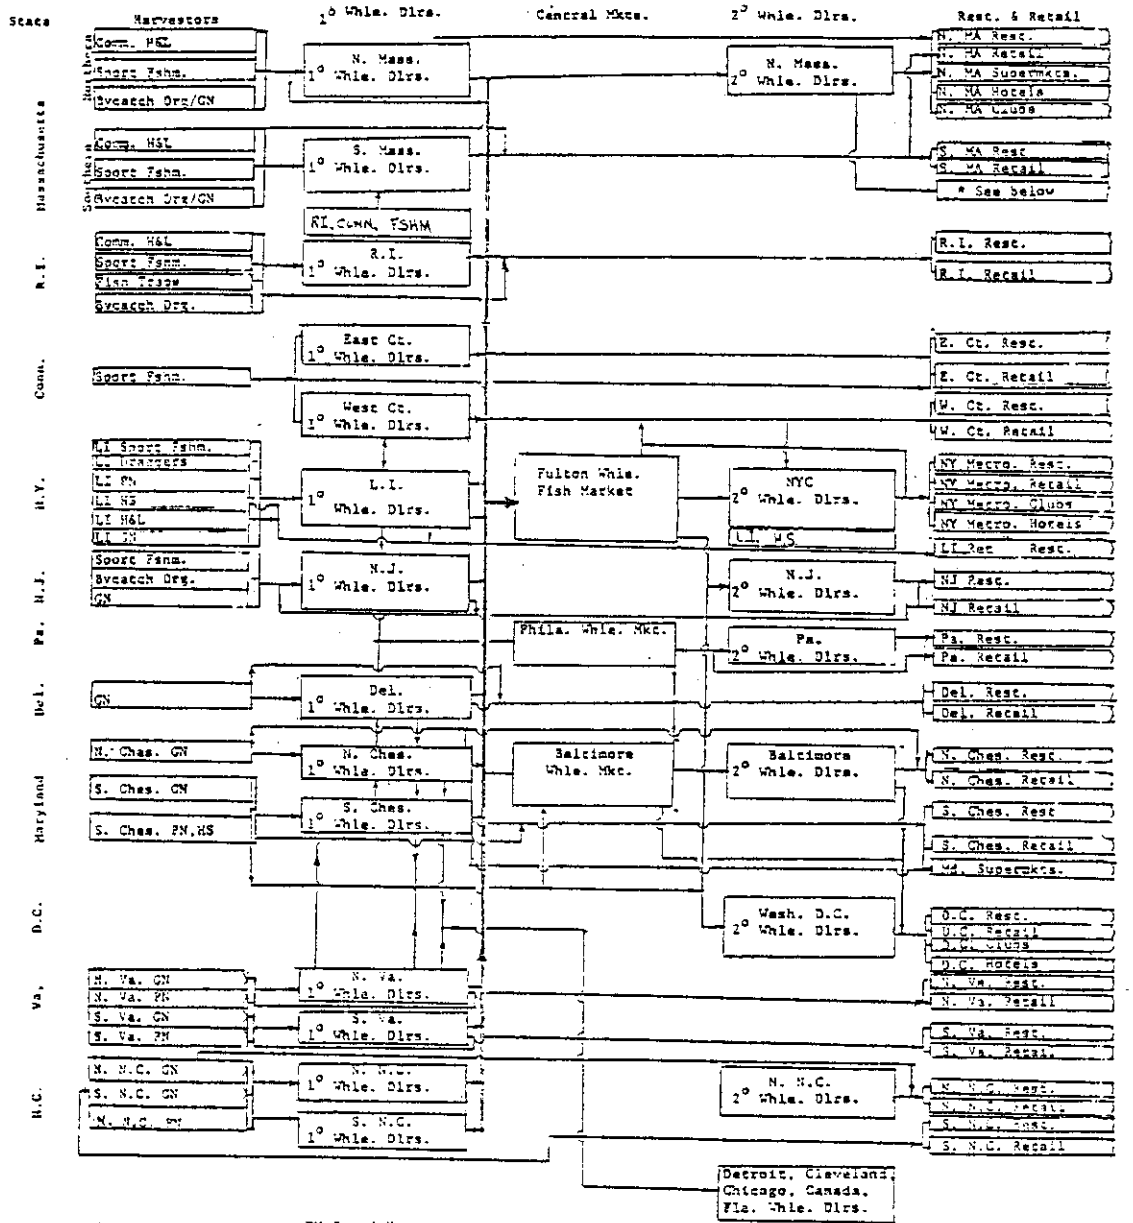 State
Harvestors
1° Whle. Dlrs.
Central Mkts.
2° Whle. Dlrs.
Rest. & Retail
Massachusetts
Northern
Comm. H&L
Sport Fshm.
Bycatch Drg/GN
N. Mass.
1° Whle. Dlrs.
N. Mass.
2° Whle. Dlrs.
N. MA Rest.
N. MA Retail
N. MA Supermkts.
N. MA Hotels
N. MA Clubs
Southern
Comm. H&L
Sport Fshm.
Bycatch Drg/GN
S. Mass.
1° Whle. Dlrs.
RI, CONN, FSHM
S. MA Rest
S. MA Retail
* See below
R.I.
Comm. H&L
Sport Fshm.
Fish Traps
Bycatch Drg.
R.I.
1° Whle. Dlrs.
R.I. Rest.
R.I. Retail
Conn.
Sport Fshm.
East Ct.
1° Whle. Dlrs.
West Ct.
1° Whle. Dlrs.
E. Ct. Rest.
E. Ct. Retail
W. Ct. Rest.
W. Ct. Retail
N.Y.
LI Sport Fshm.
LI Draggers
LI PN
LI HS
LI H&L
LI GN
L.I.
1° Whle. Dlrs.
Fulton Whle.
Fish Market
NYC
2° Whle. Dlrs.
LI HS
NY Metro. Rest.
NY Metro. Retail
NY Metro. Clubs
NY Metro. Hotels
LI Ret Rest.
N.J.
Sport Fshm.
Bycatch Drg.
GN
N.J.
1° Whle. Dlrs.
N.J.
2° Whle. Dlrs.
NJ Rest.
NJ Retail
Pa.
Phila. Whle. Mkt.
Pa.
2° Whle. Dlrs.
Pa. Rest.
Pa. Retail
Del.
GN
Del.
1° Whle. Dlrs.
Del. Rest.
Del. Retail
Maryland
N. Ches. GN
S. Ches. GN
S. Ches. PN,HS
N. Ches.
1° Whle. Dlrs.
S. Ches.
1° Whle. Dlrs.
Baltimore
Whle. Mkt.
Baltimore
2° Whle. Dlrs.
N. Ches. Rest.
N. Ches. Retail
S. Ches. Rest
S. Ches. Retail
Md. Supermkts.
D.C.
Wash. D.C.
2° Whle. Dlrs.
D.C. Rest.
D.C. Retail
D.C. Clubs
D.C. Hotels
Va.
N. Va. GN
N. Va. PN
S. Va. GN
S. Va. PN
N. Va.
1° Whle. Dlrs.
S. Va.
1° Whle. Dlrs.
N. Va. Rest.
N. Va. Retail
S. Va. Rest.
S. Va. Retail
N.C.
N. N.C. GN
S. N.C. GN
N. N.C. PN
N. N.C.
1° Whle. Dlrs.
S. N.C.
1° Whle. Dlrs.
N. N.C.
2° Whle. Dlrs.
N. N.C. Rest.
N. N.C. Retail
S. N.C. Rest.
S. N.C. Retail
Detroit, Cleveland,
Chicago, Canada,
Fla. Whle. Dlrs.